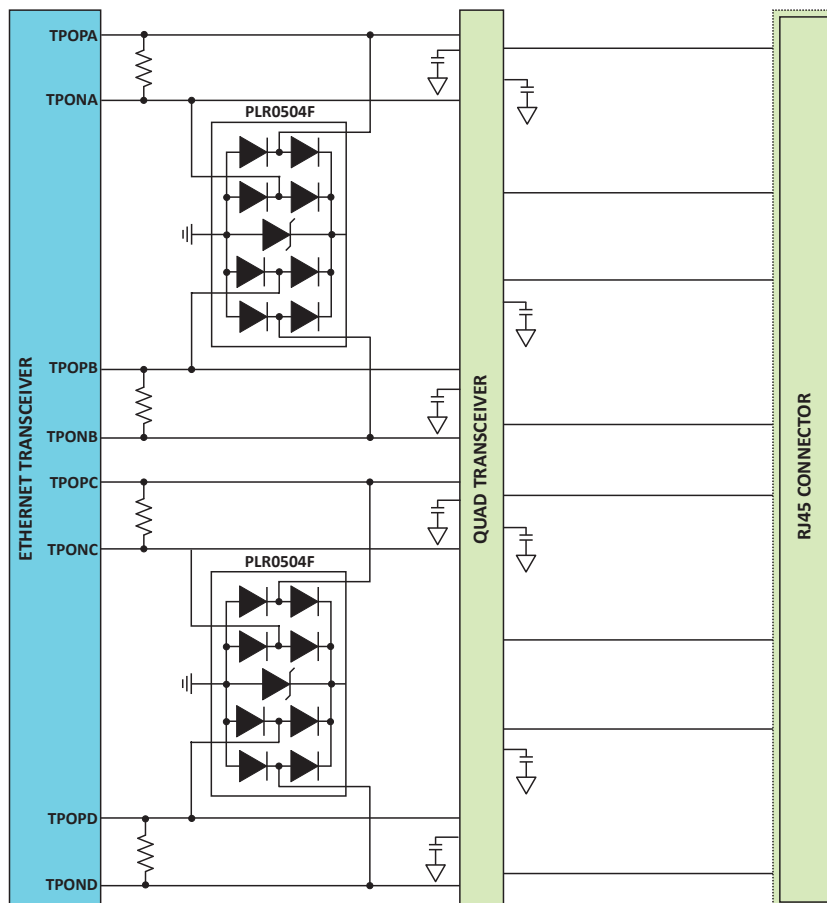 TPOPA
TPONA
PLR0504F
TPOPB
TPONB
TPOPC
TPONC
PLR0504F
TPOPD
TPOND
ETHERNET TRANSCEIVER
QUAD TRANSCEIVER
RJ45 CONNECTOR